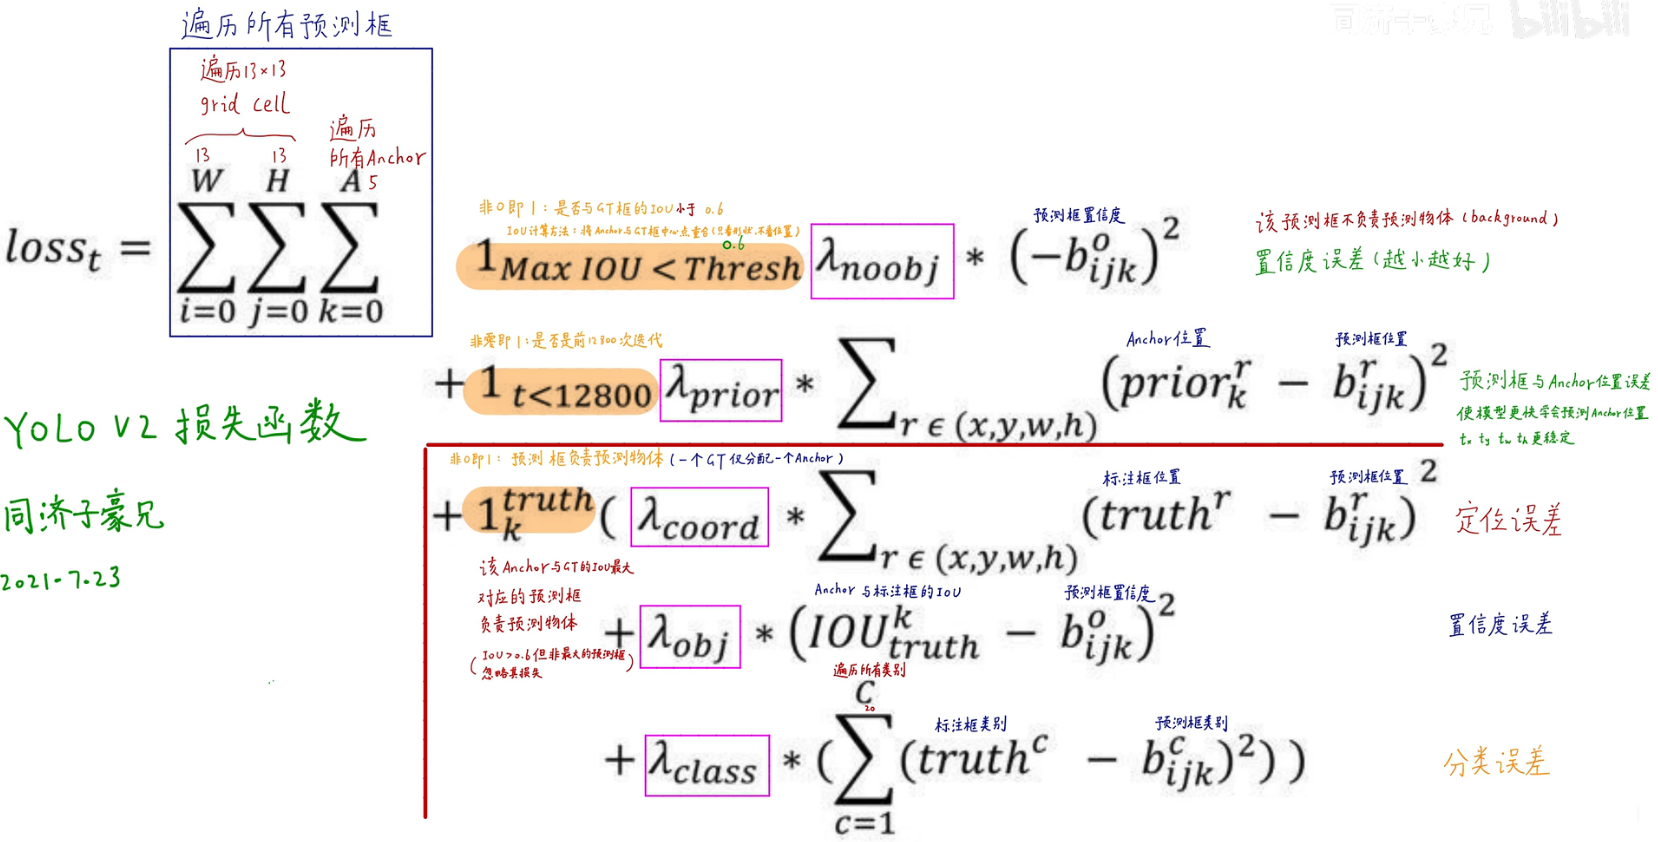 遍历所有预测框
遍历13×13
grid cell
遍历
所有Anchor
13 13 5
loss_t = \sum_{i=0}^{W} \sum_{j=0}^{H} \sum_{k=0}^{A}
非0即1：是否与GT框的IOU小于 0.6
IOU计算方法：将Anchor与GT框中心点重合(只看形状,不看位置)
0.6
预测框置信度
1_{Max IOU < Thresh} λ_{noobj} * (-b_{ijk}^{o})^2
该预测框不负责预测物体(background)
置信度误差(越小越好)
非零即1：是否是前12800次迭代
Anchor位置 预测框位置
+ 1_{t<12800} λ_{prior} * \sum_{r ∈ (x,y,w,h)} (prior_k^r - b_{ijk}^r)^2
预测框与Anchor位置误差
使模型更快学会预测Anchor位置
tx ty tw th 更稳定
YOLO V2 损失函数
同济子豪兄
2021-7.23
非0即1：预测框负责预测物体(一个GT仅分配一个Anchor)
标注框位置 预测框位置
+ 1_k^{truth} ( λ_{coord} * \sum_{r ∈ (x,y,w,h)} (truth^r - b_{ijk}^r)^2
定位误差
该Anchor与GT的IOU最大
对应的预测框
负责预测物体
(IOU>0.6但非最大的预测框
忽略其损失)
Anchor与标注框的IOU 预测框置信度
+ λ_{obj} * (IOU_{truth}^k - b_{ijk}^o)^2
置信度误差
遍历所有类别
20
标注框类别 预测框类别
+ λ_{class} * ( \sum_{c=1}^{C} (truth^c - b_{ijk}^c)^2 ) )
分类误差
同济子豪兄 bilibili